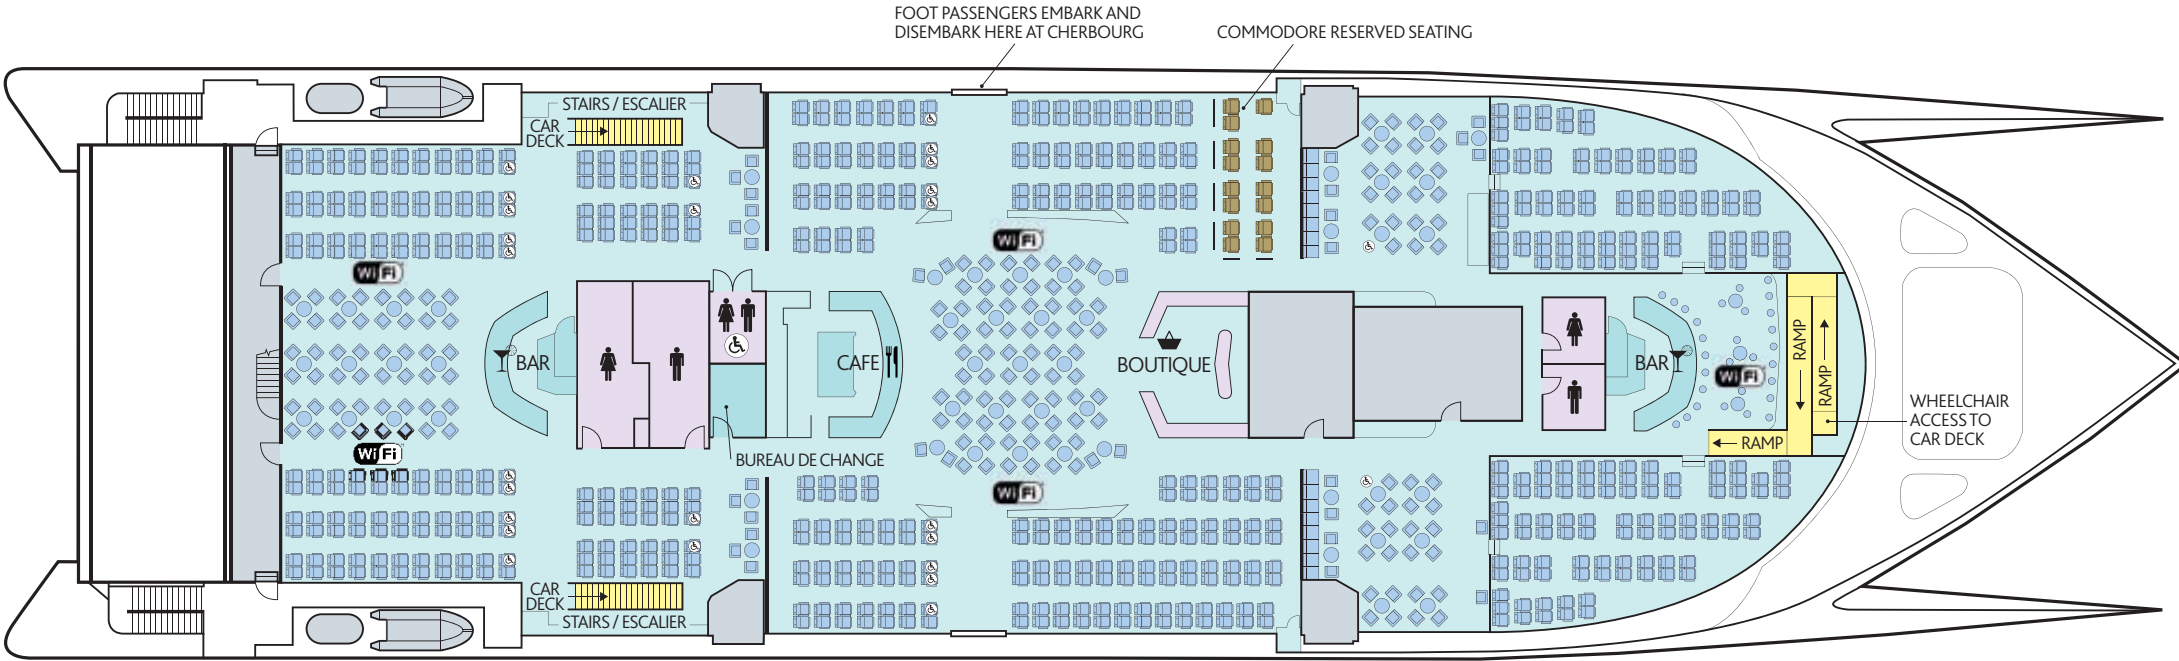 FOOT PASSENGERS EMBARK AND
DISEMBARK HERE AT CHERBOURG
COMMODORE RESERVED SEATING
STAIRS / ESCALIER
CAR
DECK
WiFi
WiFi
BAR
CAFE
BOUTIQUE
BAR
WiFi
RAMP
RAMP
RAMP
WHEELCHAIR
ACCESS TO
CAR DECK
WiFi
BUREAU DE CHANGE
WiFi
CAR
DECK
STAIRS / ESCALIER